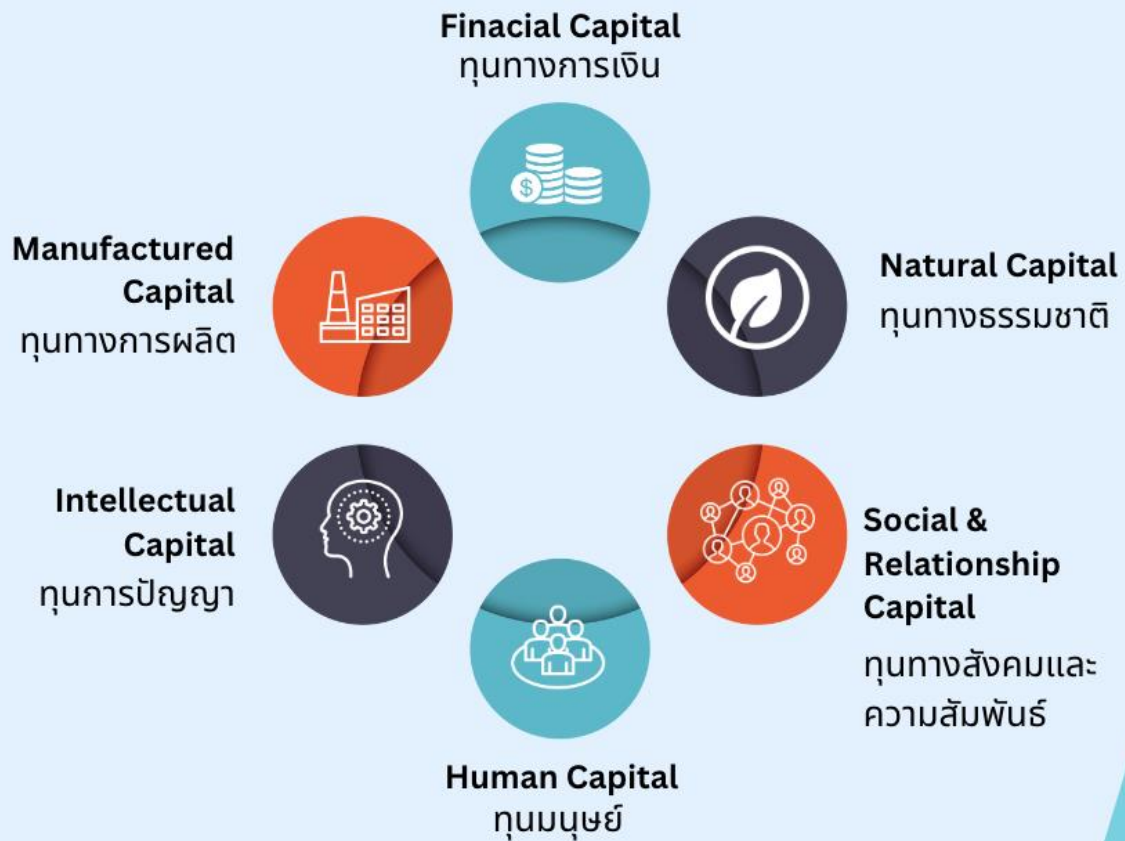 Finacial Capital
ทุนทางการเงิน
$
Manufactured
Capital
ทุนทางการผลิต
Natural Capital
ทุนทางธรรมชาติ
Intellectual
Capital
ทุนการปัญญา
Social &
Relationship
Capital
ทุนทางสังคมและ
ความสัมพันธ์
Human Capital
ทุนมนุษย์